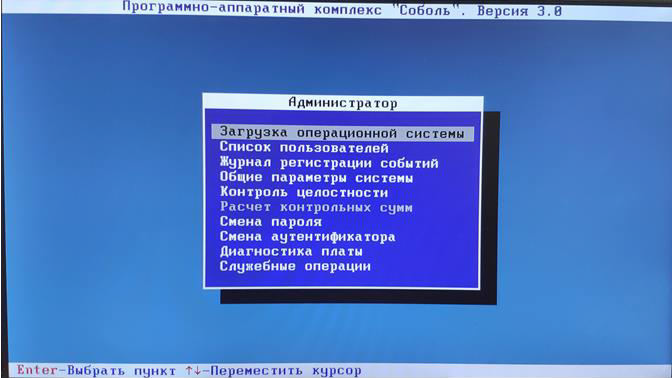 Программно-аппаратный комплекс "Соболь". Версия 3.0
Администратор
Загрузка операционной системы
Список пользователей
Журнал регистрации событий
Общие параметры системы
Контроль целостности
Расчет контрольных сумм
Смена пароля
Смена аутентификатора
Диагностика платы
Служебные операции
Enter-Выбрать пункт ↑↓-Переместить курсор